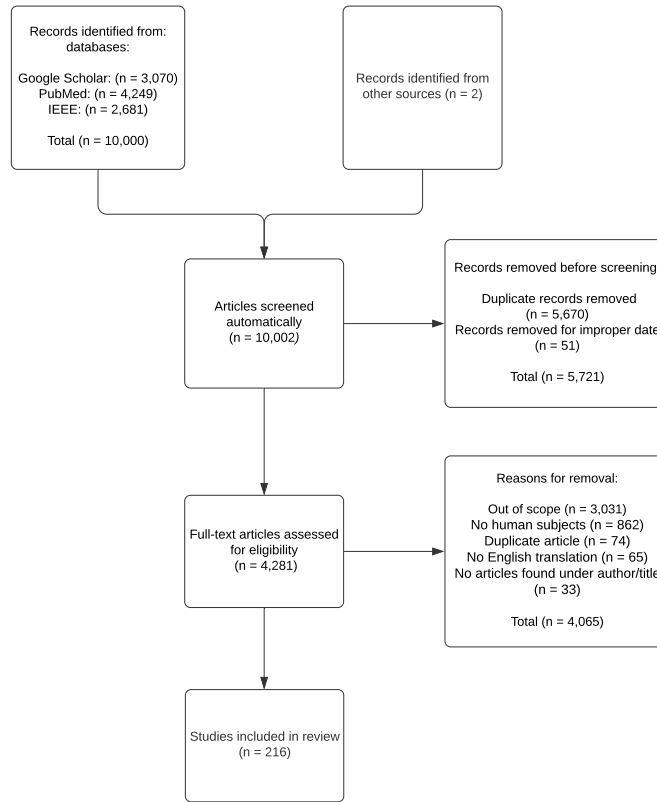 Records identified from:
databases:
Google Scholar: (n = 3,070)
PubMed: (n = 4,249)
IEEE: (n = 2,681)
Total (n = 10,000)
Records identified from
other sources (n = 2)
Articles screened
automatically
(n = 10,002)
Records removed before screening
Duplicate records removed
(n = 5,670)
Records removed for improper date
(n = 51)
Total (n = 5,721)
Full-text articles assessed
for eligibility
(n = 4,281)
Reasons for removal:
Out of scope (n = 3,031)
No human subjects (n = 862)
Duplicate article (n = 74)
No English translation (n = 65)
No articles found under author/title
(n = 33)
Total (n = 4,065)
Studies included in review
(n = 216)